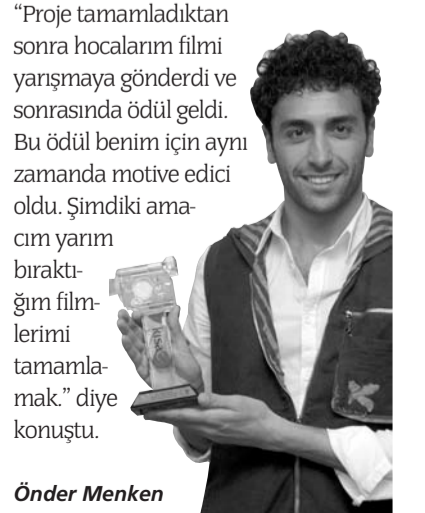 “Proje tamamladıktan
sonra hocalarım filmi
yarışmaya gönderdi ve
sonrasında ödül geldi.
Bu ödül benim için aynı
zamanda motive edici
oldu. Şimdiki ama-
cım yarım
bıraktı-
ğım film-
lerimi
tamamla-
mak.” diye
konuştu.
Önder Menken